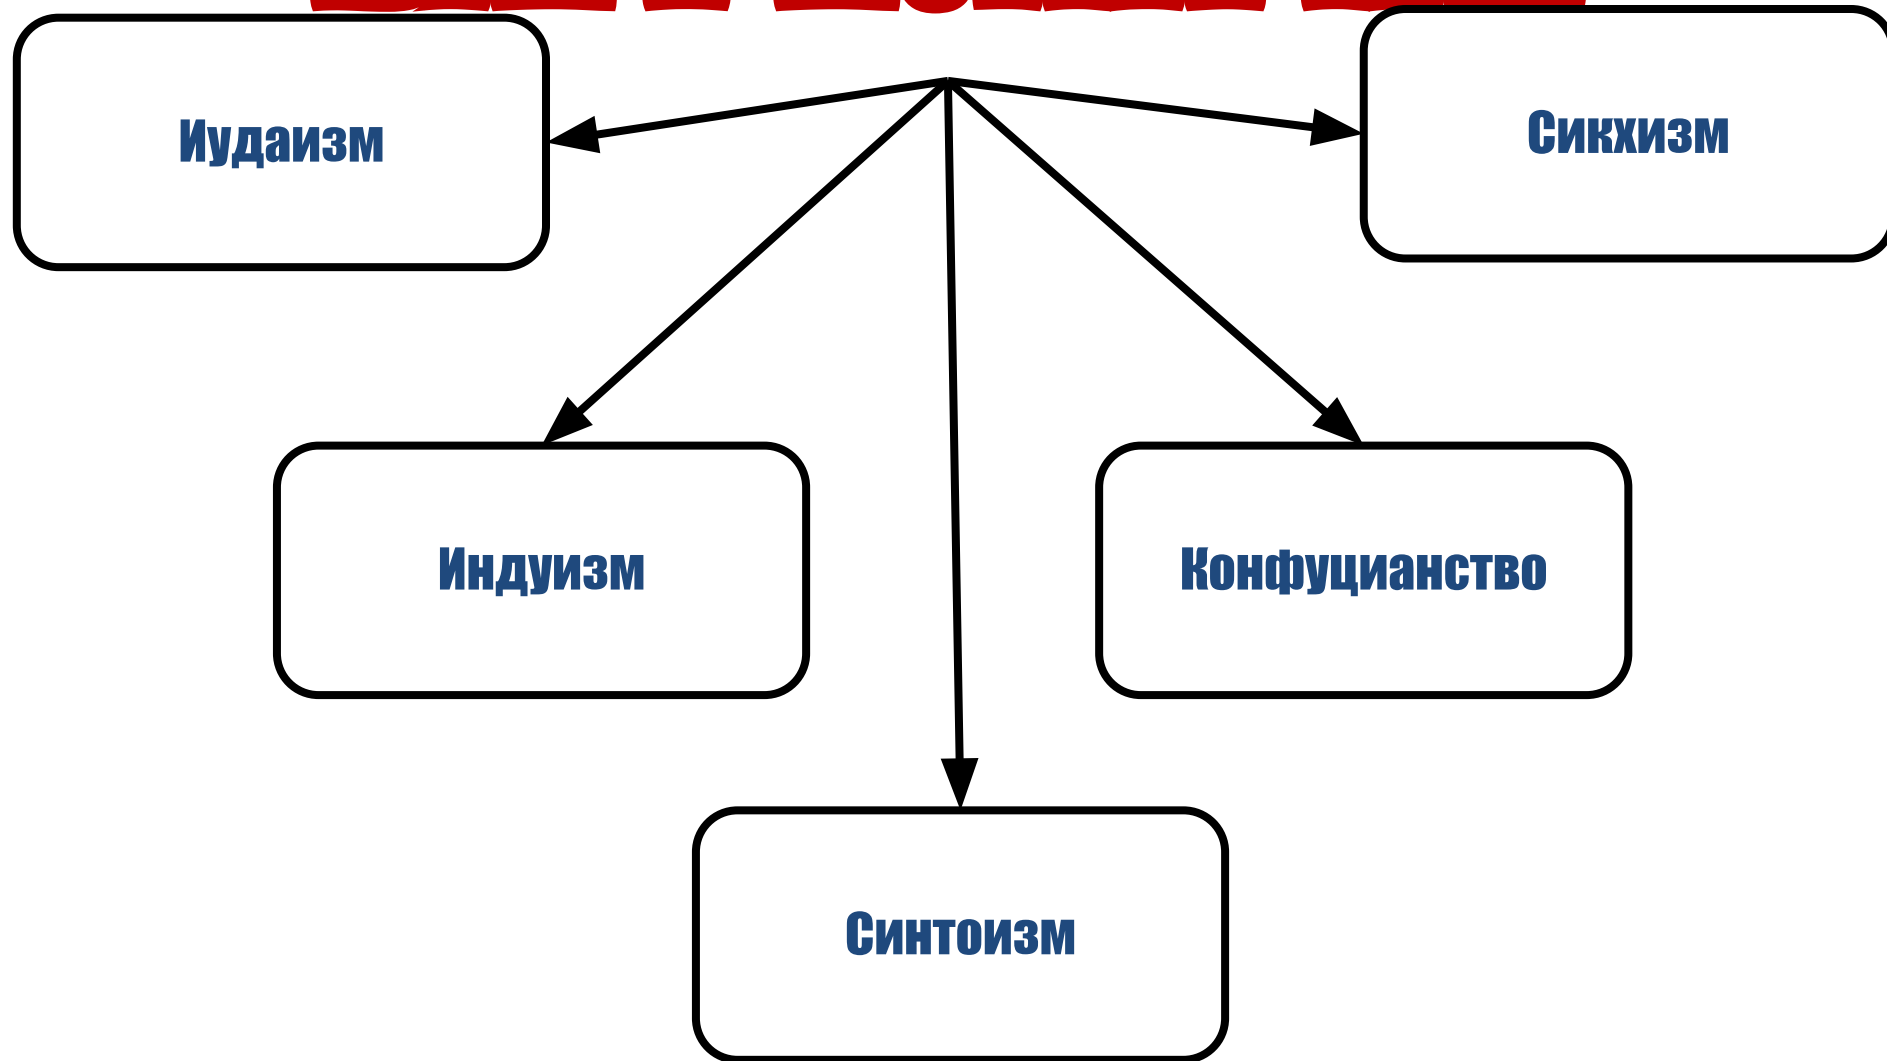 Иудаизм
Сикхизм
Индуизм
Конфуцианство
Синтоизм